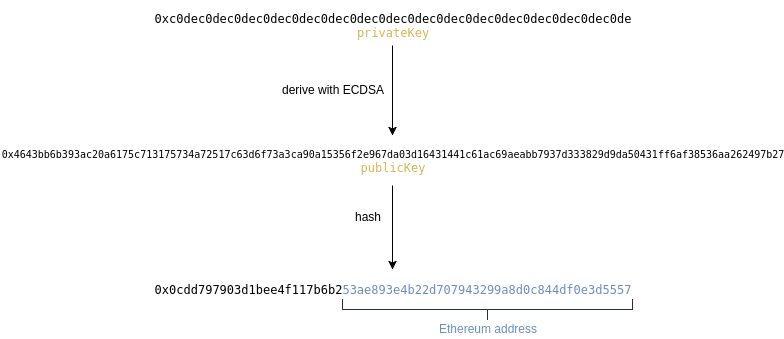 0xc0dec0dec0dec0dec0dec0dec0dec0dec0dec0dec0dec0dec0dec0dec0dec0de
privateKey
derive with ECDSA
0x4643bb6b393ac20a6175c713175734a72517c63d6f73a3ca90a15356f2e967da03d16431441c61ac69aeabb7937d333829d9da50431ff6af38536aa262497b27
publicKey
hash
0x0cdd797903d1bee4f117b6b253ae893e4b22d707943299a8d0c844df0e3d5557
Ethereum address